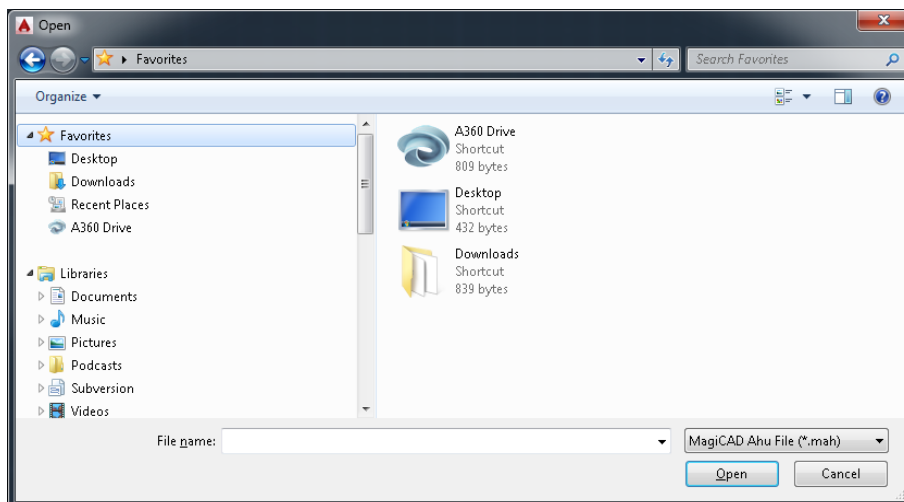 Open
Favorites
Search Favorites
Organize
Favorites
Desktop
Downloads
Recent Places
A360 Drive
Libraries
Documents
Music
Pictures
Podcasts
Subversion
Videos
A360 Drive
Shortcut
809 bytes
Desktop
Shortcut
432 bytes
Downloads
Shortcut
839 bytes
File name:
MagiCAD Ahu File (*.mah)
Open
Cancel